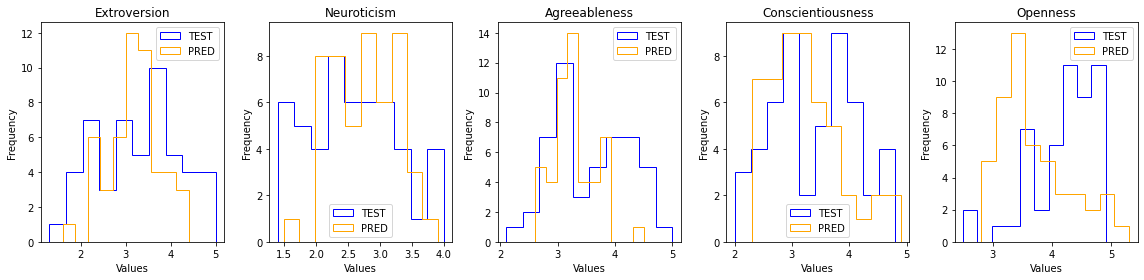 Extroversion
Frequency
12
10
8
6
4
2
0
TEST
PRED
2
3
4
5
Values
Neuroticism
Frequency
8
6
4
2
0
TEST
PRED
1.5
2.0
2.5
3.0
3.5
4.0
Values
Agreeableness
Frequency
14
12
10
8
6
4
2
0
TEST
PRED
2
3
4
5
Values
Conscientiousness
Frequency
8
6
4
2
0
TEST
PRED
2
3
4
5
Values
Openness
Frequency
12
10
8
6
4
2
0
TEST
PRED
3
4
5
Values